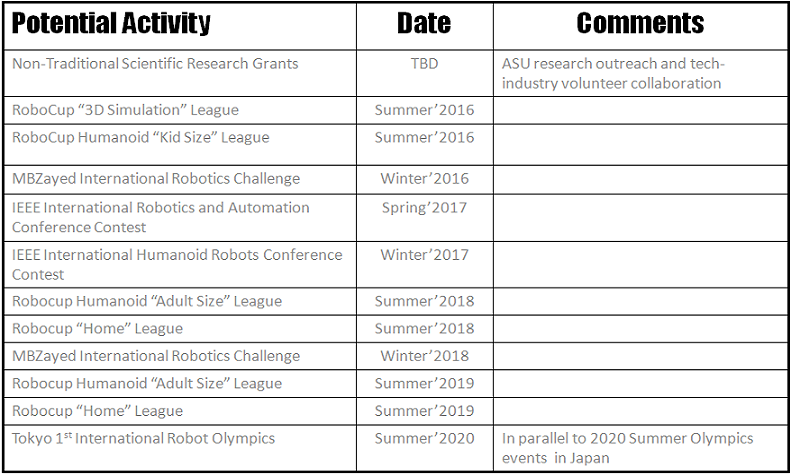 Potential Activity Date Comments
Non-Traditional Scientific Research Grants TBD ASU research outreach and tech-
industry volunteer collaboration
RoboCup “3D Simulation” League Summer’2016
RoboCup Humanoid “Kid Size” League Summer’2016
MBZayed International Robotics Challenge Winter’2016
IEEE International Robotics and Automation Spring’2017
Conference Contest
IEEE International Humanoid Robots Conference Winter’2017
Contest
Robocup Humanoid “Adult Size” League Summer’2018
Robocup “Home” League Summer’2018
MBZayed International Robotics Challenge Winter’2018
Robocup Humanoid “Adult Size” League Summer’2019
Robocup “Home” League Summer’2019
Tokyo 1st International Robot Olympics Summer’2020 In parallel to 2020 Summer Olympics
events in Japan